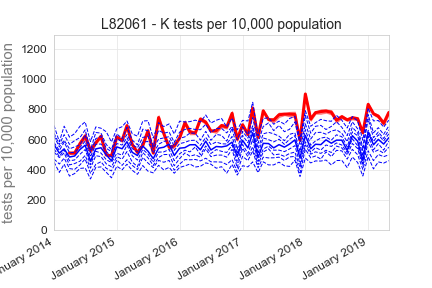 L82061 - K tests per 10,000 population
tests per 10,000 population
1200
1000
800
600
400
200
0
nuary 2014
January 2015
January 2016
January 2017
January 2018
January 2019